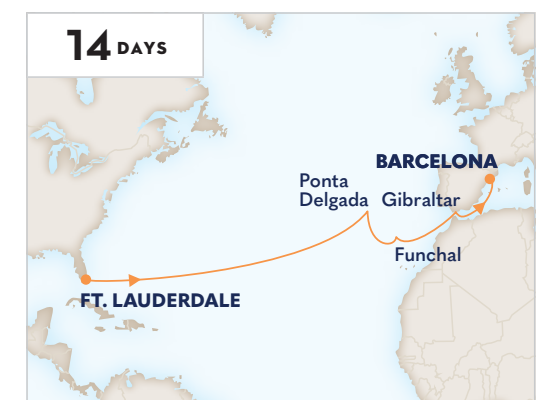 14 DAYS
BARCELONA
Ponta
Delgada
Gibraltar
Funchal
FT. LAUDERDALE